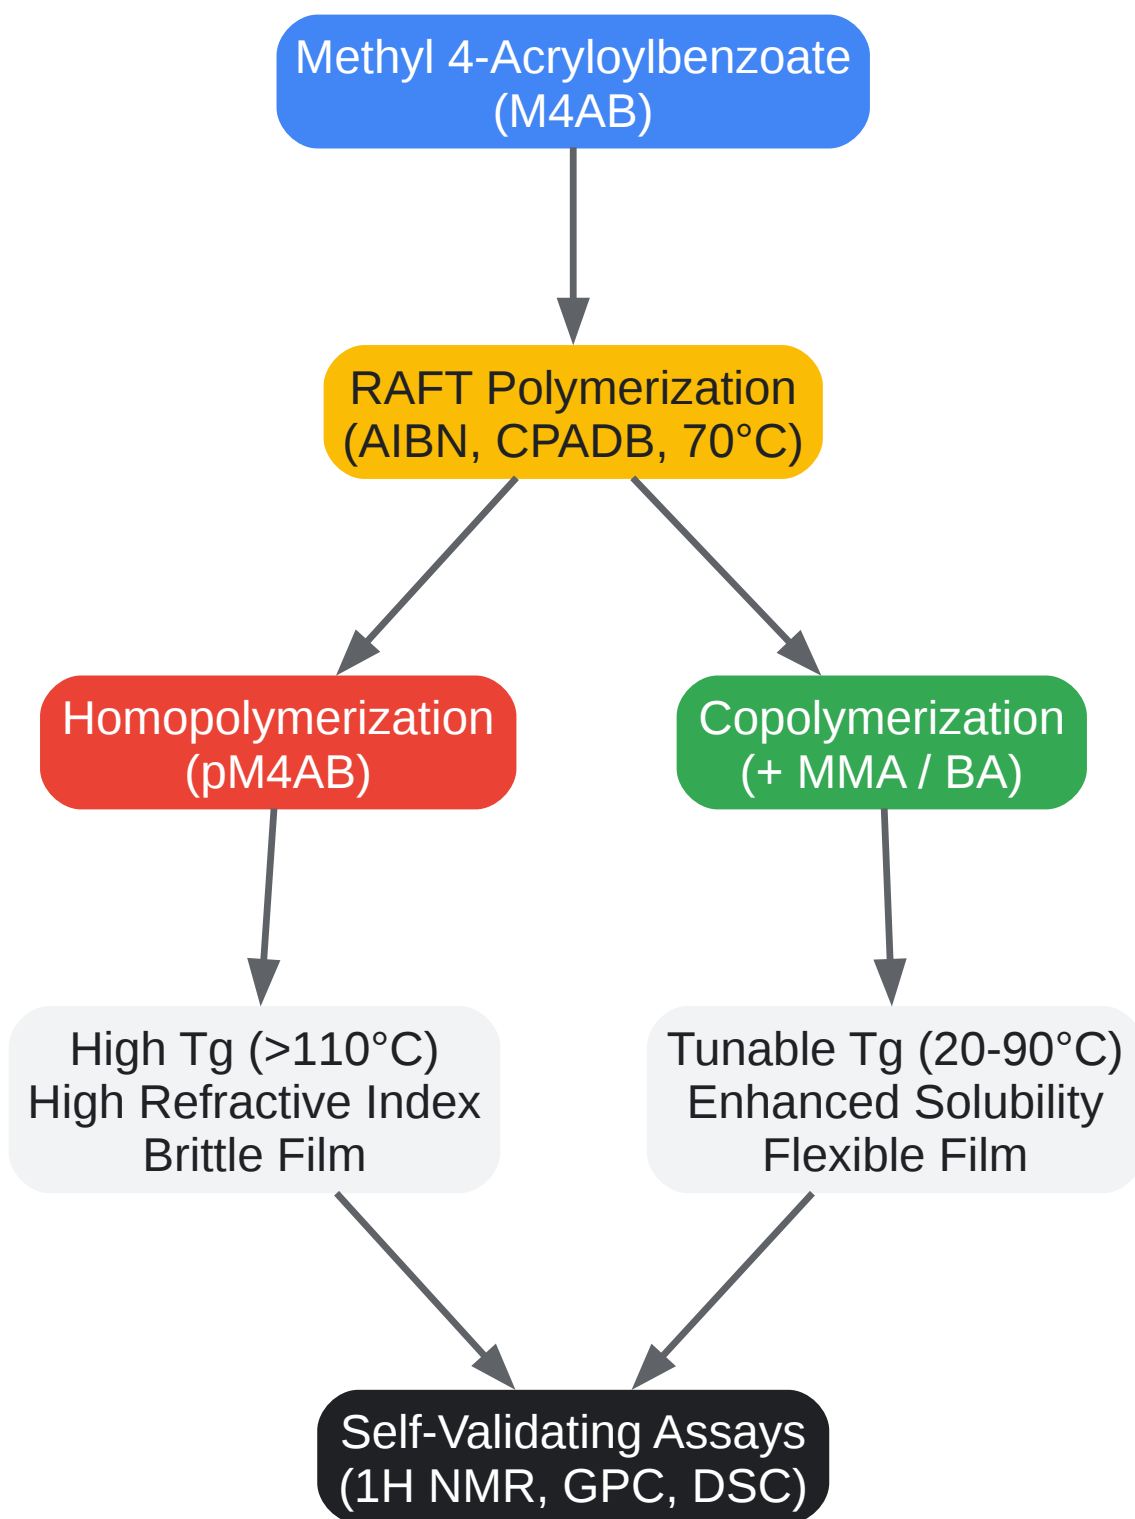 Methyl 4-Acryloylbenzoate
(M4AB)
RAFT Polymerization
(AIBN, CPADB, 70°C)
Homopolymerization
(pM4AB)
Copolymerization
(+ MMA / BA)
High Tg (>110°C)
High Refractive Index
Brittle Film
Tunable Tg (20-90°C)
Enhanced Solubility
Flexible Film
Self-Validating Assays
(1H NMR, GPC, DSC)